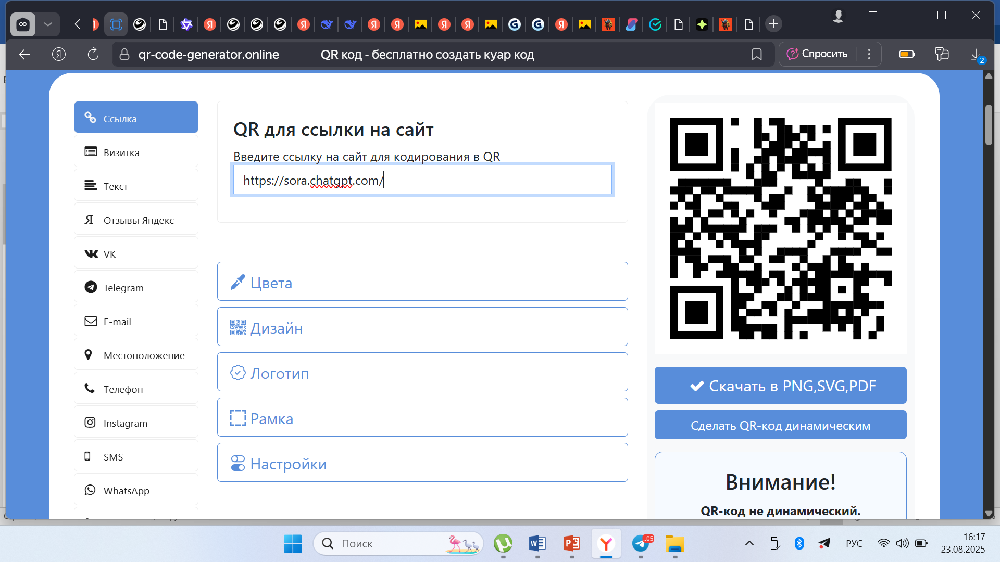 qr-code-generator.online
QR код - бесплатно создать куар код
Спросить
2
Ссылка
Визитка
Текст
Отзывы Яндекс
VK
Telegram
E-mail
Местоположение
Телефон
Instagram
SMS
WhatsApp
QR для ссылки на сайт
Введите ссылку на сайт для кодирования в QR
https://sora.chatgpt.com/
Цвета
Дизайн
Логотип
Рамка
Настройки
Скачать в PNG,SVG,PDF
Сделать QR-код динамическим
Внимание!
QR-код не динамический.
Поиск
..05
РУС
16:17
23.08.2025